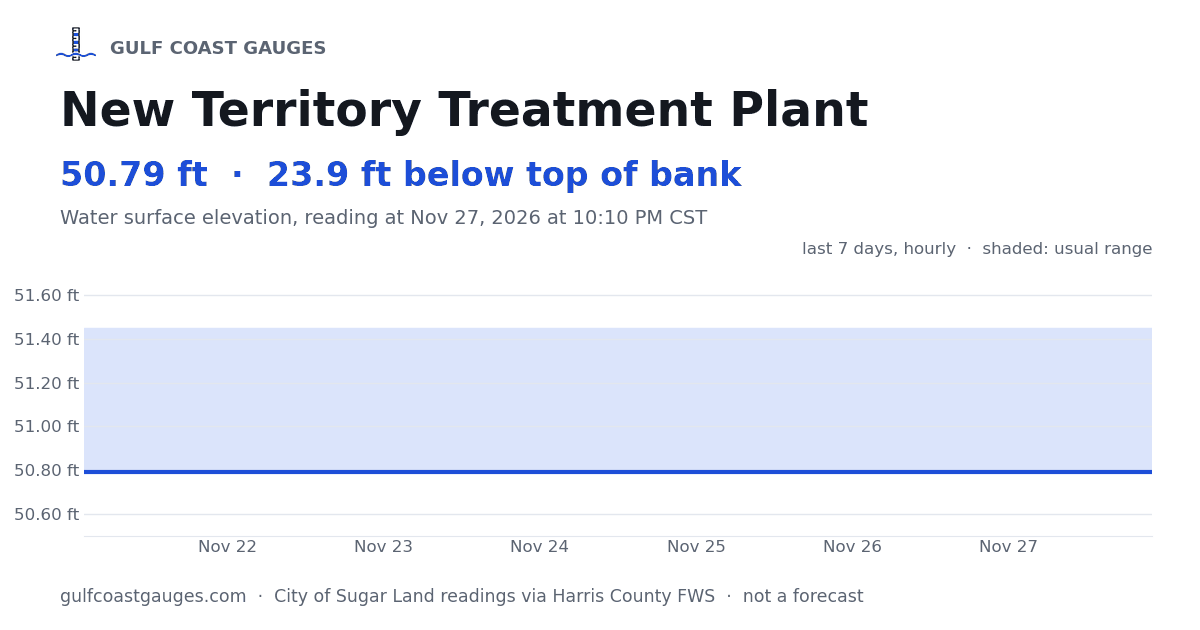 GULF COAST GAUGES
New Territory Treatment Plant
50.79 ft · 23.9 ft below top of bank
Water surface elevation, reading at Nov 27, 2026 at 10:10 PM CST
last 7 days, hourly · shaded: usual range
51.60 ft
51.40 ft
51.20 ft
51.00 ft
50.80 ft
50.60 ft
Nov 22 Nov 23 Nov 24 Nov 25 Nov 26 Nov 27
gulfcoastgauges.com · City of Sugar Land readings via Harris County FWS · not a forecast